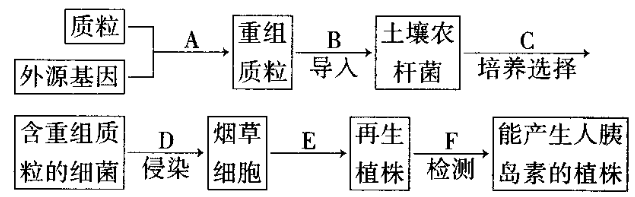 质粒
外源基因
A
重组
质粒
B
导入
土壤农
杆菌
C
培养选择
含重组质
粒的细菌
D
侵染
烟草
细胞
E
再生
植株
F
检测
能产生人胰
岛素的植株